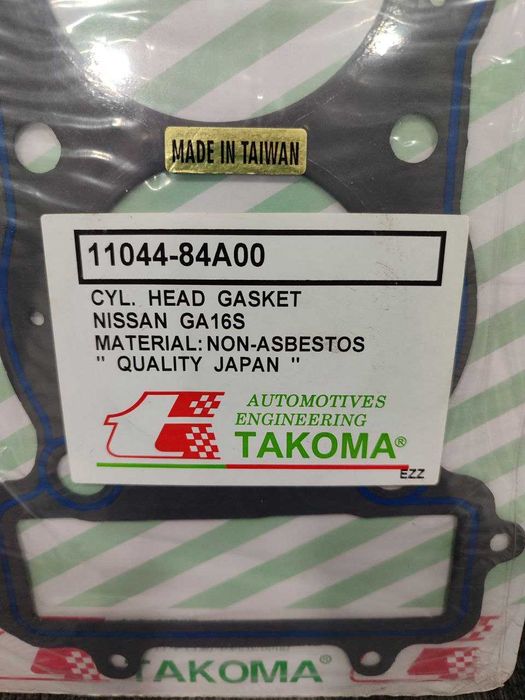 MADE IN TAIWAN
11044-84A00
CYL. HEAD GASKET
NISSAN GA16S
MATERIAL: NON-ASBESTOS
" QUALITY JAPAN "
AUTOMOTIVES
ENGINEERING
TAKOMA®
EZZ
TAKOMA®